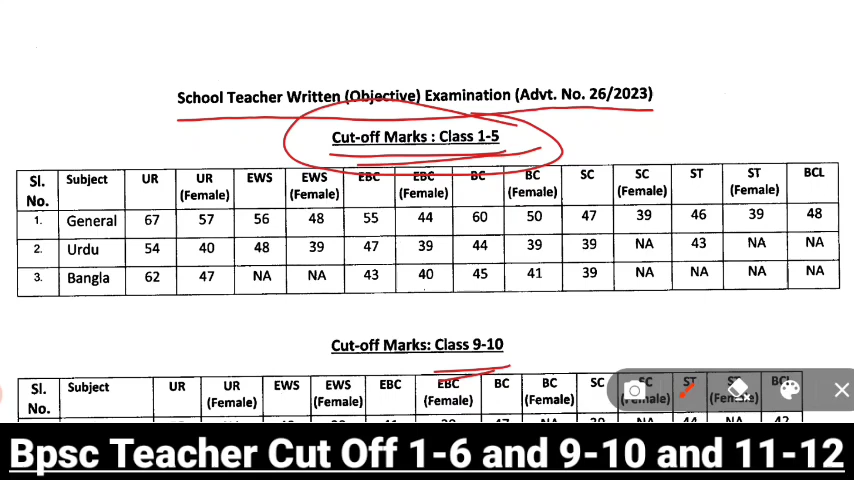 School Teacher Written (Objective) Examination (Advt. No. 26/2023)
Cut-off Marks : Class 1-5
Sl. No. Subject UR UR (Female) EWS EWS (Female) EBC EBC (Female) BC BC (Female) SC SC (Female) ST ST (Female) BCL
1. General 67 57 56 48 55 44 60 50 47 39 46 39 48
2. Urdu 54 40 48 39 47 39 44 39 39 NA 43 NA NA
3. Bangla 62 47 NA NA 43 40 45 41 39 NA NA NA NA
Cut-off Marks: Class 9-10
Sl. No. Subject UR UR (Female) EWS EWS (Female) EBC EBC (Female) BC BC (Female) SC SC (Female) ST ST (Female) BCL
Bpsc Teacher Cut Off 1-6 and 9-10 and 11-12